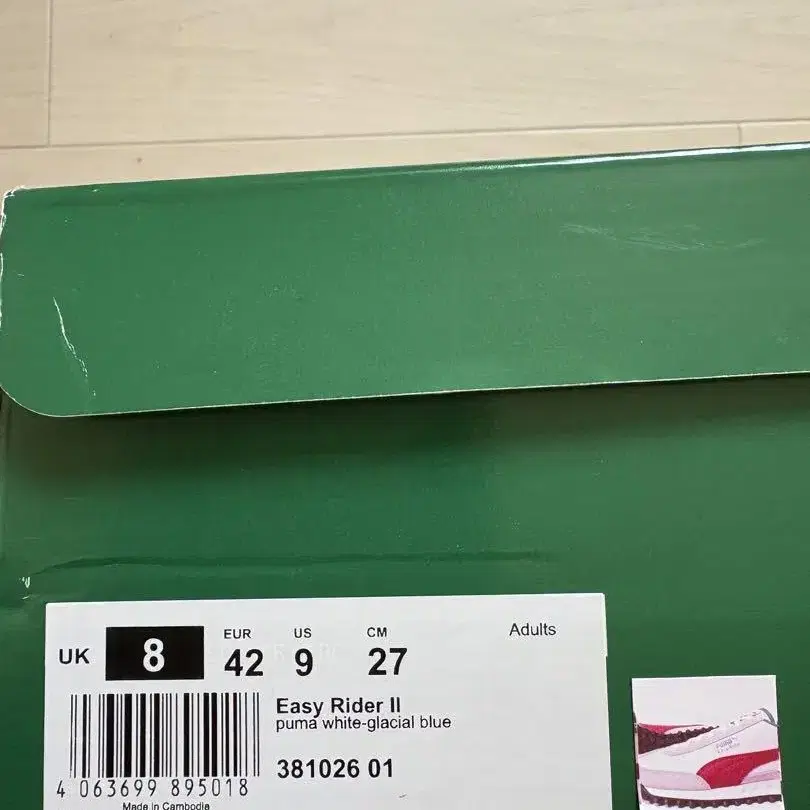 EUR US CM Adults
UK 8 42 9 27
Easy Rider II
puma white-glacial blue
381026 01
4 063699 895018
Made in Cambodia